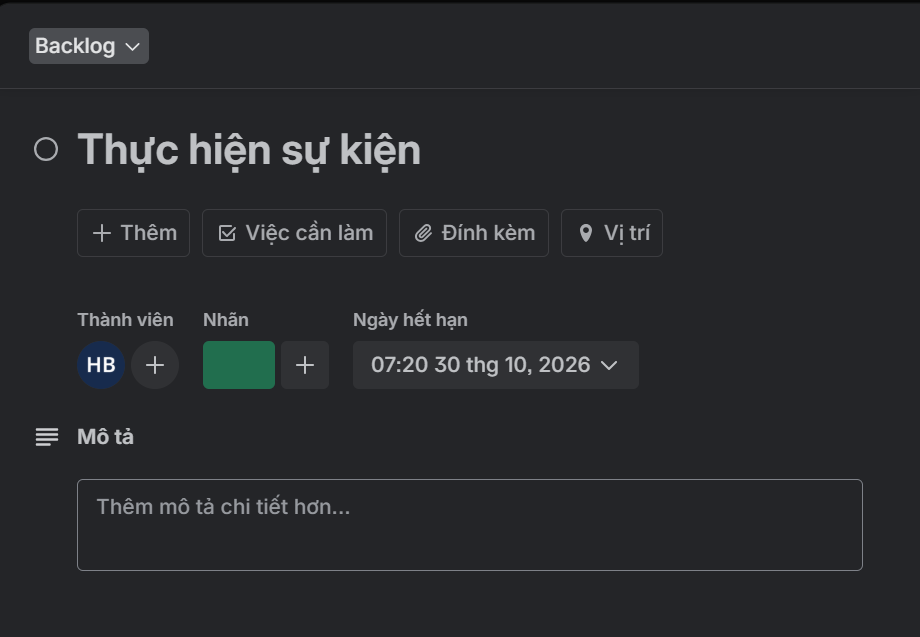 Backlog
Thực hiện sự kiện
Thêm Việc cần làm Đính kèm Vị trí
Thành viên Nhãn Ngày hết hạn
HB 07:20 30 thg 10, 2026
Mô tả
Thêm mô tả chi tiết hơn...